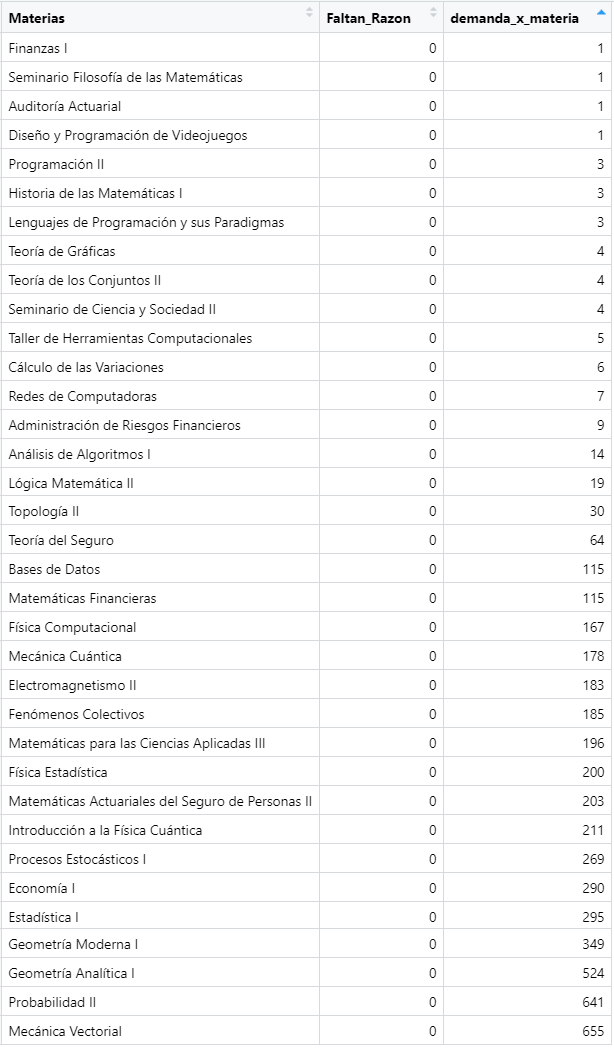 Materias Faltan_Razon demanda_x_materia
Finanzas I 0 1
Seminario Filosofía de las Matemáticas 0 1
Auditoría Actuarial 0 1
Diseño y Programación de Videojuegos 0 1
Programación II 0 3
Historia de las Matemáticas I 0 3
Lenguajes de Programación y sus Paradigmas 0 3
Teoría de Gráficas 0 4
Teoría de los Conjuntos II 0 4
Seminario de Ciencia y Sociedad II 0 4
Taller de Herramientas Computacionales 0 5
Cálculo de las Variaciones 0 6
Redes de Computadoras 0 7
Administración de Riesgos Financieros 0 9
Análisis de Algoritmos I 0 14
Lógica Matemática II 0 19
Topología II 0 30
Teoría del Seguro 0 64
Bases de Datos 0 115
Matemáticas Financieras 0 115
Física Computacional 0 167
Mecánica Cuántica 0 178
Electromagnetismo II 0 183
Fenómenos Colectivos 0 185
Matemáticas para las Ciencias Aplicadas III 0 196
Física Estadística 0 200
Matemáticas Actuariales del Seguro de Personas II 0 203
Introducción a la Física Cuántica 0 211
Procesos Estocásticos I 0 269
Economía I 0 290
Estadística I 0 295
Geometría Moderna I 0 349
Geometría Analítica I 0 524
Probabilidad II 0 641
Mecánica Vectorial 0 655